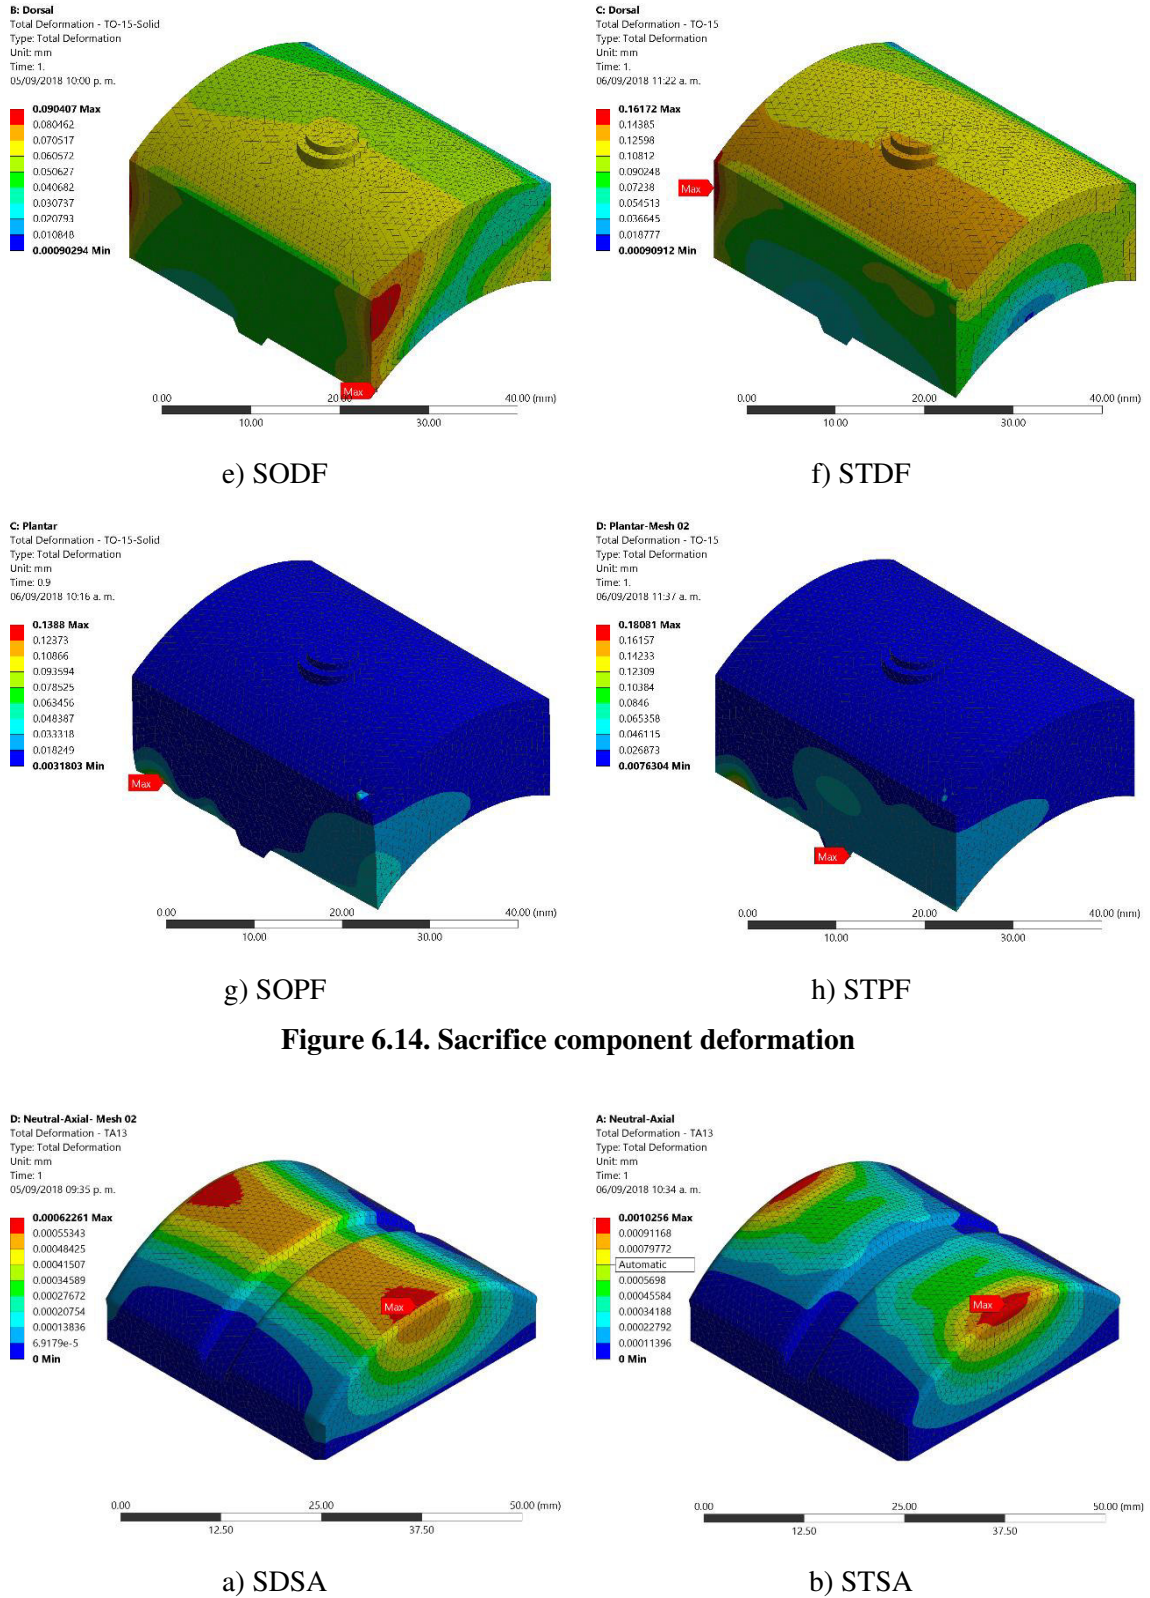 B: Dorsal
Total Deformation - TO-15-Solid
Type: Total Deformation
Unit: mm
Time: 1.
05/09/2018 10:00 p. m.
0.090407 Max
0.080462
0.070517
0.060572
0.050627
0.040682
0.030737
0.020793
0.010848
0.00090294 Min
Max
0.00 20.00 40.00 (mm)
10.00 30.00
e) SODF
C: Dorsal
Total Deformation - TO-15
Type: Total Deformation
Unit: mm
Time: 1.
06/09/2018 11:22 a. m.
0.16172 Max
0.14385
0.12598
0.10812
0.090248
0.07238
0.054513
0.036645
0.018777
0.00090912 Min
Max
0.00 20.00 40.00 (mm)
10.00 30.00
f) STDF
C: Plantar
Total Deformation - TO-15-Solid
Type: Total Deformation
Unit: mm
Time: 0.9
06/09/2018 10:16 a. m.
0.1388 Max
0.12373
0.10866
0.093594
0.078525
0.063456
0.048387
0.033318
0.018249
0.0031803 Min
Max
0.00 20.00 40.00 (mm)
10.00 30.00
g) SOPF
D: Plantar-Mesh 02
Total Deformation - TO-15
Type: Total Deformation
Unit: mm
Time: 1.
06/09/2018 11:37 a. m.
0.18081 Max
0.16157
0.14233
0.12309
0.10384
0.0846
0.065358
0.046115
0.026873
0.0076304 Min
Max
0.00 20.00 40.00 (mm)
10.00 30.00
h) STPF
Figure 6.14. Sacrifice component deformation
D: Neutral-Axial- Mesh 02
Total Deformation - TA13
Type: Total Deformation
Unit: mm
Time: 1
05/09/2018 09:35 p. m.
0.00062261 Max
0.00055343
0.00048425
0.00041507
0.00034589
0.00027672
0.00020754
0.00013836
6.9179e-5
0 Min
Max
0.00 25.00 50.00 (mm)
12.50 37.50
a) SDSA
A: Neutral-Axial
Total Deformation - TA13
Type: Total Deformation
Unit: mm
Time: 1
06/09/2018 10:34 a. m.
0.0010256 Max
0.00091168
0.00079772
Automatic
0.0005698
0.00045584
0.00034188
0.00022792
0.00011396
0 Min
Max
0.00 25.00 50.00 (mm)
12.50 37.50
b) STSA